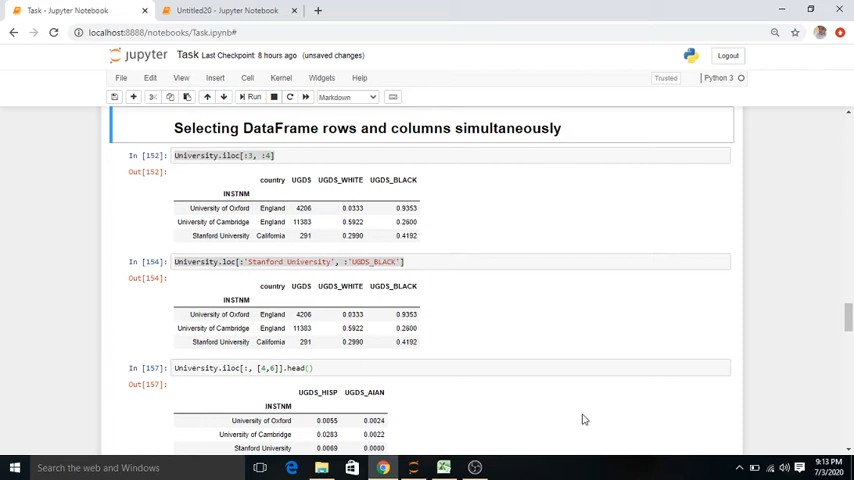 Task - Jupyter Notebook
Untitled20 - Jupyter Notebook
localhost:8888/notebooks/Task.ipynb#
jupyter Task Last Checkpoint: 8 hours ago (unsaved changes)
Logout
File Edit View Insert Cell Kernel Widgets Help
Trusted
Python 3
Run
Markdown
Selecting DataFrame rows and columns simultaneously
In [152]: University.iloc[:3, :4]
Out[152]:
country UGDS UGDS_WHITE UGDS_BLACK
INSTNM
University of Oxford England 4206 0.0333 0.9353
University of Cambridge England 11383 0.5922 0.2600
Stanford University California 291 0.2990 0.4192
In [154]: University.loc[:'Stanford University', :'UGDS_BLACK']
Out[154]:
country UGDS UGDS_WHITE UGDS_BLACK
INSTNM
University of Oxford England 4206 0.0333 0.9353
University of Cambridge England 11383 0.5922 0.2600
Stanford University California 291 0.2990 0.4192
In [157]: University.iloc[:, [4,6]].head()
Out[157]:
UGDS_HISP UGDS_AIAN
INSTNM
University of Oxford 0.0055 0.0024
University of Cambridge 0.0283 0.0022
Stanford University 0.0069 0.0000
Search the web and Windows
9:13 PM
7/3/2020